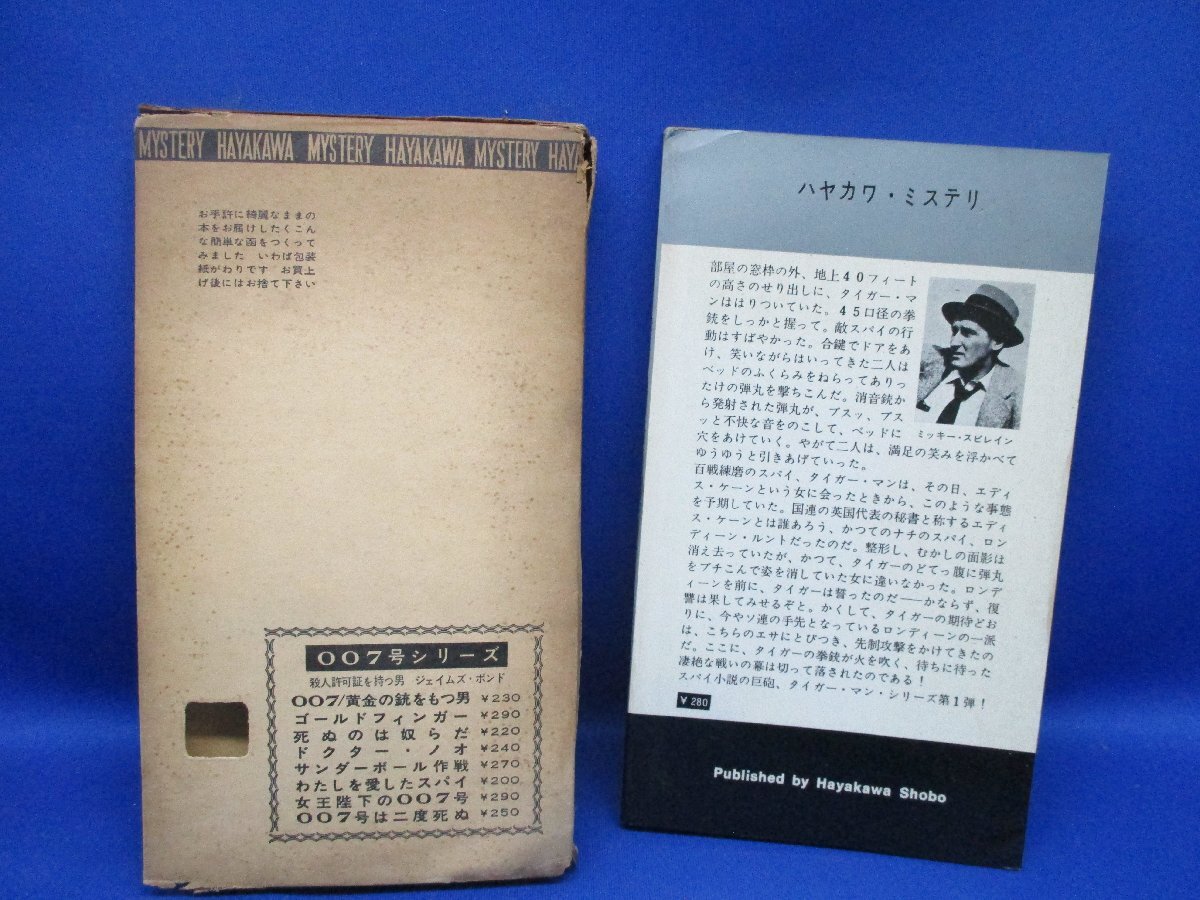 MYSTERY HAYAKAWA MYSTERY HAYAKAWA MYSTERY HAYA
お手許に綺麗なままの
本をお届けしたくこん
な簡単な函をつくって
みました いわば包装
紙がわりです お買上
げ後にはお捨て下さい
007号シリーズ
殺人許可証を持つ男 ジェイムズ・ボンド
007/黄金の銃をもつ男 ¥230
ゴールドフィンガー ¥290
死ぬのは奴らだ ¥220
ドクター・ノオ ¥240
サンダーボール作戦 ¥270
わたしを愛したスパイ ¥200
女王陛下の007号 ¥290
007号は二度死ぬ ¥250
ハヤカワ・ミステリ
部屋の窓枠の外、地上40フィート
の高さのせり出しに、タイガー・マ
ンははりついていた。45口径の拳
銃をしっかと握って。敵スパイの行
動はすばやかった。合鍵でドアをあ
け、笑いながらはいってきた二人は
ベッドのふくらみをねらってありっ
たけの弾丸を撃ちこんだ。消音銃か
ら発射された弾丸が、ブスッ、ブス
ッと不快な音をのこして、ベッドに
穴をあけていく。やがて二人は、満足の笑みを浮かべて
ゆうゆうと引きあげていった。
ミッキー・スピレイン
百戦練磨のスパイ、タイガー・マンは、その日、エディ
ス・ケーンという女に会ったときから、このような事態
を予期していた。国連の英国代表の秘書と称するエディ
ス・ケーンとは誰あろう、かつてのナチのスパイ、ロン
ディーン・ルントだったのだ。整形し、むかしの面影は
消え去っていたが、かつて、タイガーのどてっ腹に弾丸
をブチこんで姿を消していた女に違いなかった。ロンデ
ィーンを前に、タイガーは誓ったのだ——かならず、復
讐は果してみせるぞと。かくして、タイガーの期待どお
りに、今やソ連の手先となっているロンディーンの一派
は、こちらのエサにとびつき、先制攻撃をかけてきたの
だ。ここに、タイガーの拳銃が火を吹く、待ちに待った
凄絶な戦いの幕は切って落されたのである！
スパイ小説の巨砲、タイガー・マン・シリーズ第1弾！
¥280
Published by Hayakawa Shobo